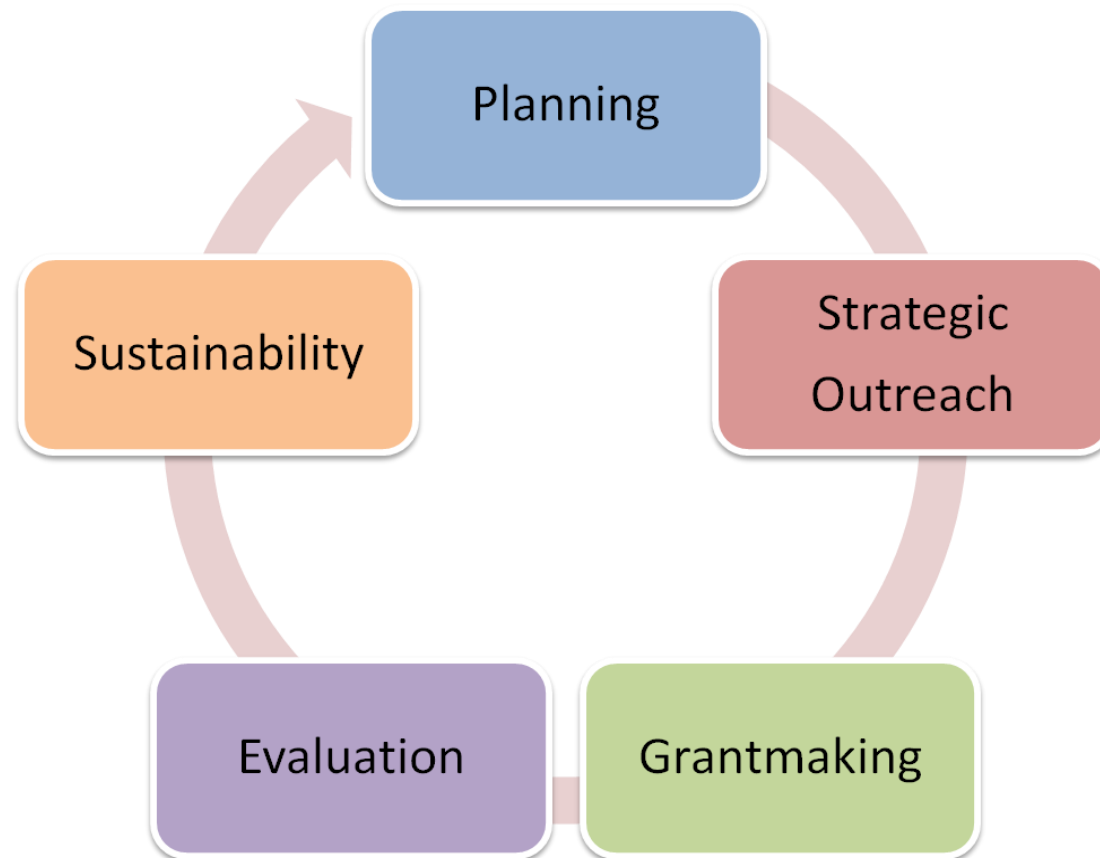 Planning
Strategic
Outreach
Grantmaking
Evaluation
Sustainability